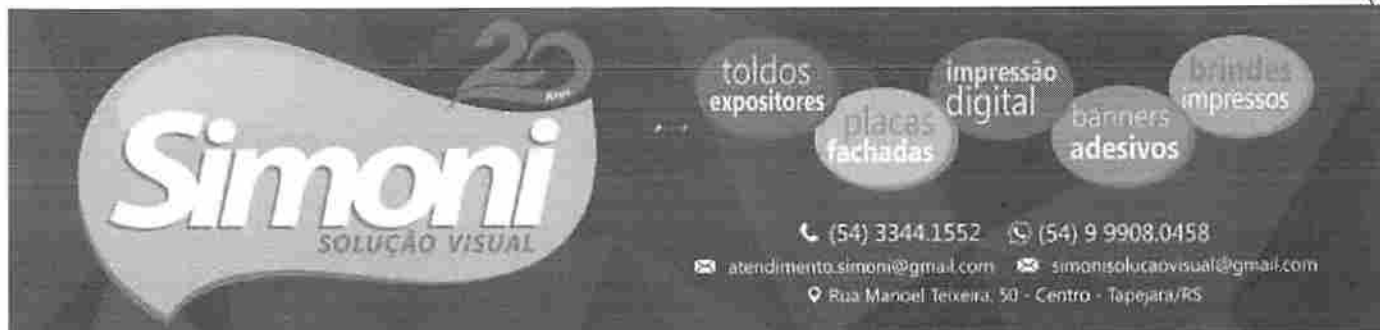 20
Anos
Simoni
SOLUÇÃO VISUAL
toldos
expositores
placas
fachadas
impressão
digital
banners
adesivos
brindes
impressos
(54) 3344.1552 (54) 9 9908.0458
atendimento.simoni@gmail.com simonisolucaovisual@gmail.com
Rua Manoel Teixeira, 50 - Centro - Tapejara/RS